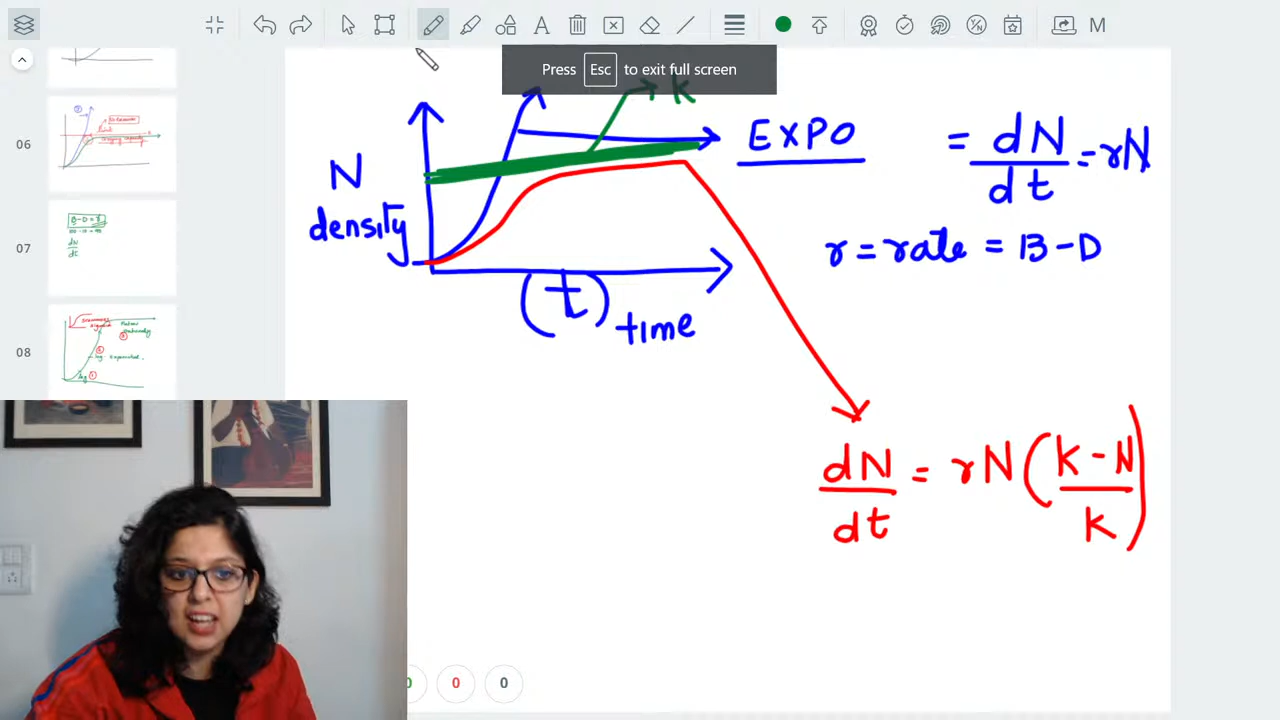 M
Press Esc to exit full screen
k
N
density
EXPO
= dN/dt = rN
r = rate = B - D
(t) time
06
07
08
dN/dt = rN (k - N / k)
0 0 0